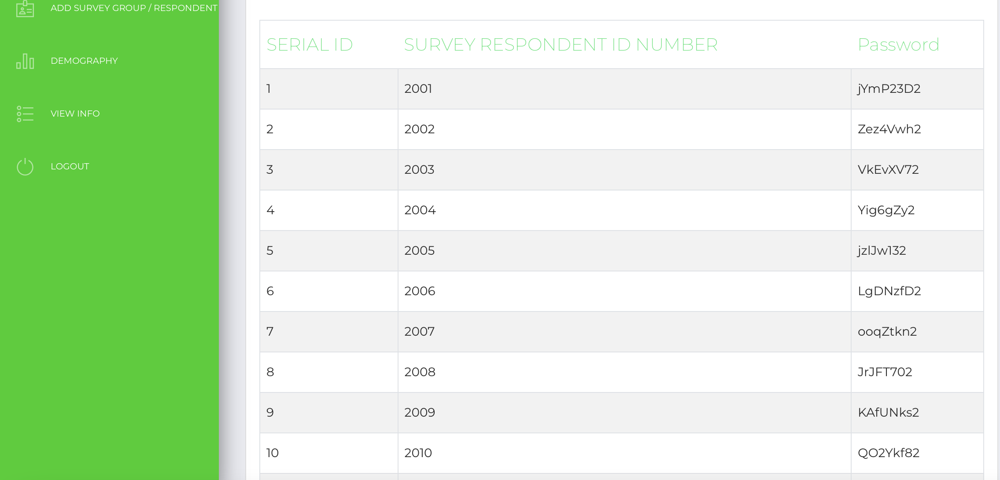 ADD SURVEY GROUP / RESPONDENT
DEMOGRAPHY
VIEW INFO
LOGOUT
SERIAL ID SURVEY RESPONDENT ID NUMBER Password
1 2001 jYmP23D2
2 2002 Zez4Vwh2
3 2003 VkEvXV72
4 2004 Yig6gZy2
5 2005 jzlJw132
6 2006 LgDNzfD2
7 2007 ooqZtkn2
8 2008 JrJFT702
9 2009 KAfUNks2
10 2010 QO2Ykf82